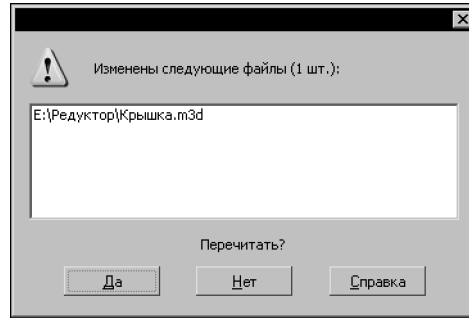 Изменены следующие файлы (1 шт.):
E:\Редуктор\Крышка.m3d
Перечитать?
Да Нет Справка